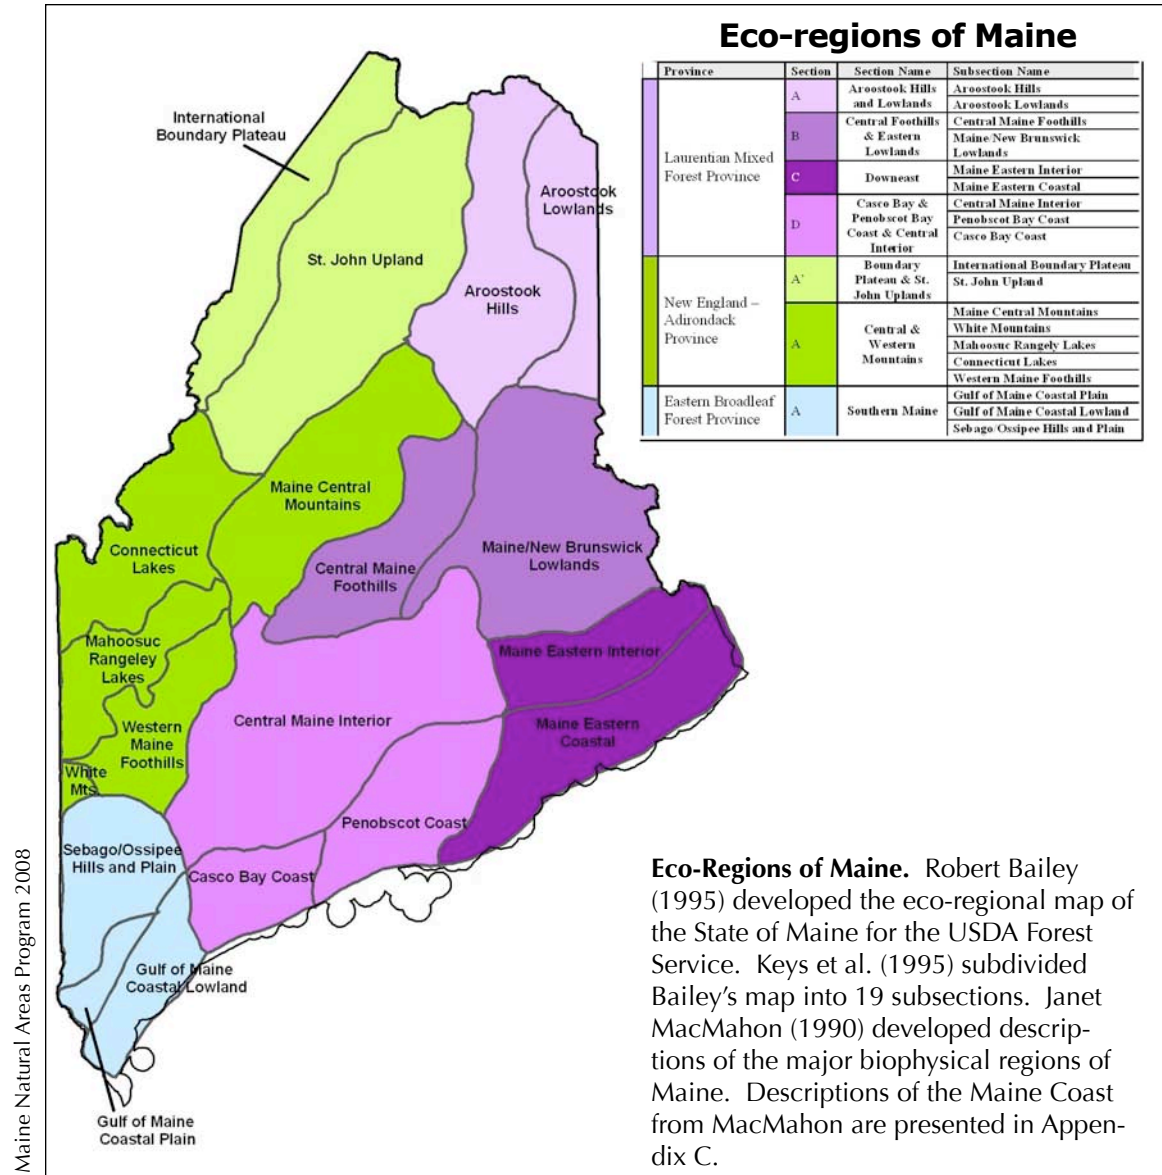 Eco-regions of Maine
Province Section Section Name Subsection Name
Laurentian Mixed
Forest Province
A
Aroostook Hills
and Lowlands
Aroostook Hills
Aroostook Lowlands
B
Central Foothills
& Eastern
Lowlands
Central Maine Foothills
Maine/New Brunswick
Lowlands
C
Downeast
Maine Eastern Interior
Maine Eastern Coastal
D
Casco Bay &
Penobscot Bay
Coast & Central
Interior
Central Maine Interior
Penobscot Bay Coast
Casco Bay Coast
New England –
Adirondack
Province
A'
Boundary
Plateau & St.
John Uplands
International Boundary Plateau
St. John Upland
A
Central &
Western
Mountains
Maine Central Mountains
White Mountains
Mahoosuc Rangely Lakes
Connecticut Lakes
Western Maine Foothills
Eastern Broadleaf
Forest Province
A
Southern Maine
Gulf of Maine Coastal Plain
Gulf of Maine Coastal Lowland
Sebago/Ossipee Hills and Plain
International
Boundary Plateau
Aroostook
Lowlands
St. John Upland
Aroostook
Hills
Maine Central
Mountains
Connecticut
Lakes
Central Maine
Foothills
Maine/New Brunswick
Lowlands
Mahoosuc
Rangeley
Lakes
Maine Eastern Interior
Central Maine Interior
Maine Eastern
Coastal
Western
Maine
Foothills
White
Mts.
Penobscot Coast
Sebago/Ossipee
Hills and Plain
Casco Bay Coast
Gulf of Maine
Coastal Lowland
Gulf of Maine
Coastal Plain
Maine Natural Areas Program 2008
Eco-Regions of Maine. Robert Bailey
(1995) developed the eco-regional map of
the State of Maine for the USDA Forest
Service. Keys et al. (1995) subdivided
Bailey's map into 19 subsections. Janet
MacMahon (1990) developed descrip-
tions of the major biophysical regions of
Maine. Descriptions of the Maine Coast
from MacMahon are presented in Appen-
dix C.